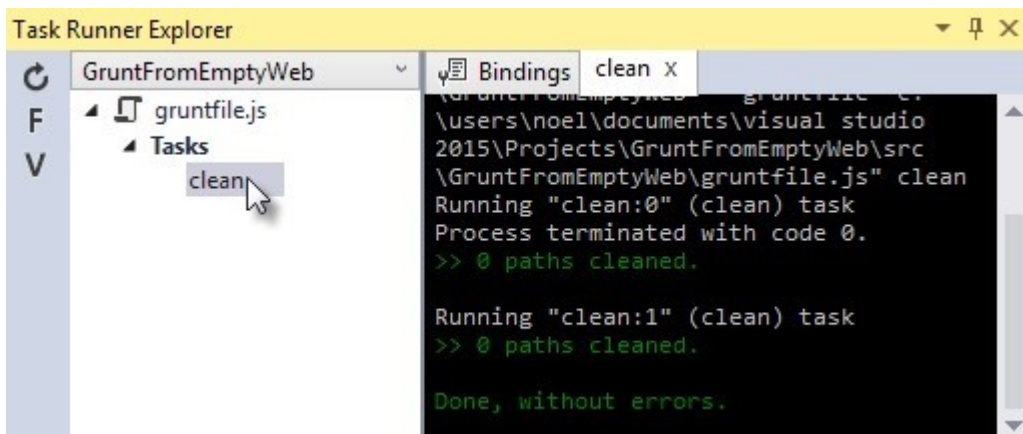 Task Runner Explorer
GruntFromEmptyWeb
Bindings
clean X
F
V
gruntfile.js
Tasks
clean
\GruntFromEmptyWeb" --gruntfile "C:
\users\noel\documents\visual studio
2015\Projects\GruntFromEmptyWeb\src
\GruntFromEmptyWeb\gruntfile.js" clean
Running "clean:0" (clean) task
Process terminated with code 0.
>> 0 paths cleaned.
Running "clean:1" (clean) task
>> 0 paths cleaned.
Done, without errors.